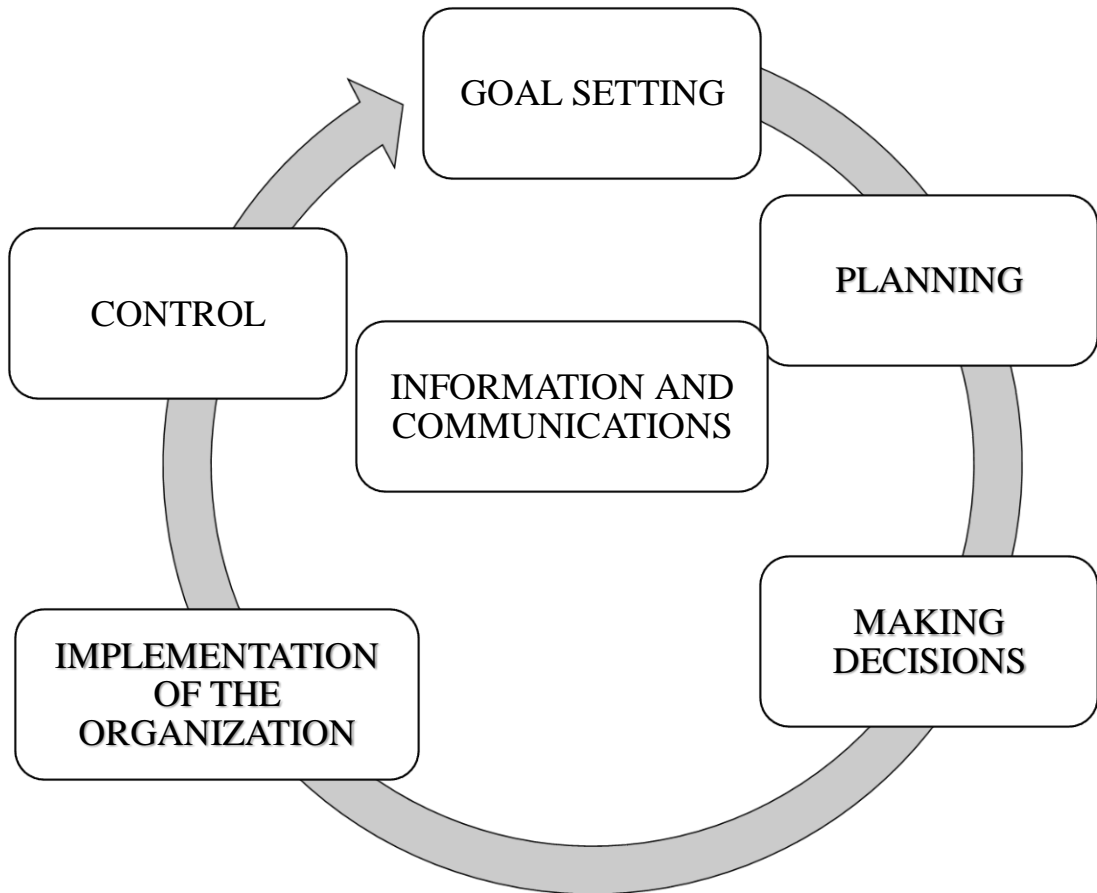 GOAL SETTING
PLANNING
CONTROL
INFORMATION AND
COMMUNICATIONS
MAKING
DECISIONS
IMPLEMENTATION
OF THE
ORGANIZATION